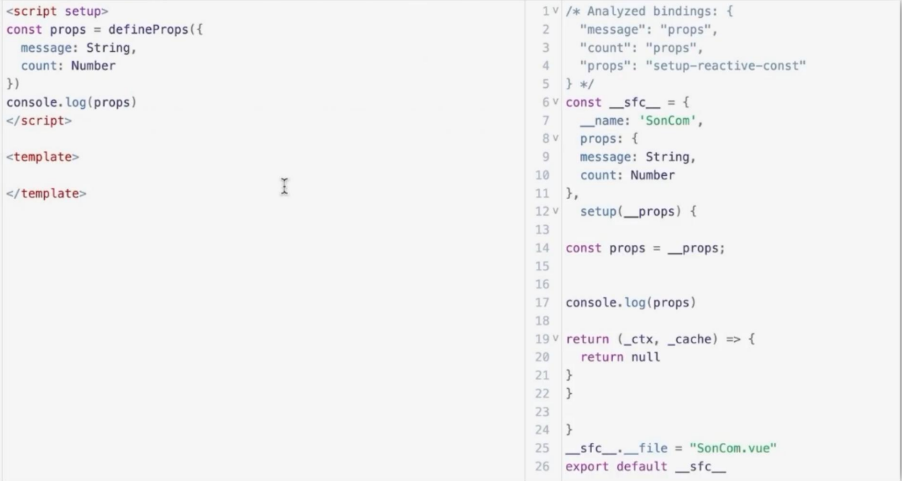 <script setup>
const props = defineProps({
  message: String,
  count: Number
})
console.log(props)
</script>
<template>
</template>
1 /* Analyzed bindings: {
2   "message": "props",
3   "count": "props",
4   "props": "setup-reactive-const"
5 } */
6 const __sfc__ = {
7   __name: 'SonCom',
8   props: {
9   message: String,
10   count: Number
11 },
12   setup(__props) {
13
14 const props = __props;
15
16
17 console.log(props)
18
19 return (_ctx, _cache) => {
20   return null
21 }
22 }
23
24 }
25 __sfc__.__file = "SonCom.vue"
26 export default __sfc__